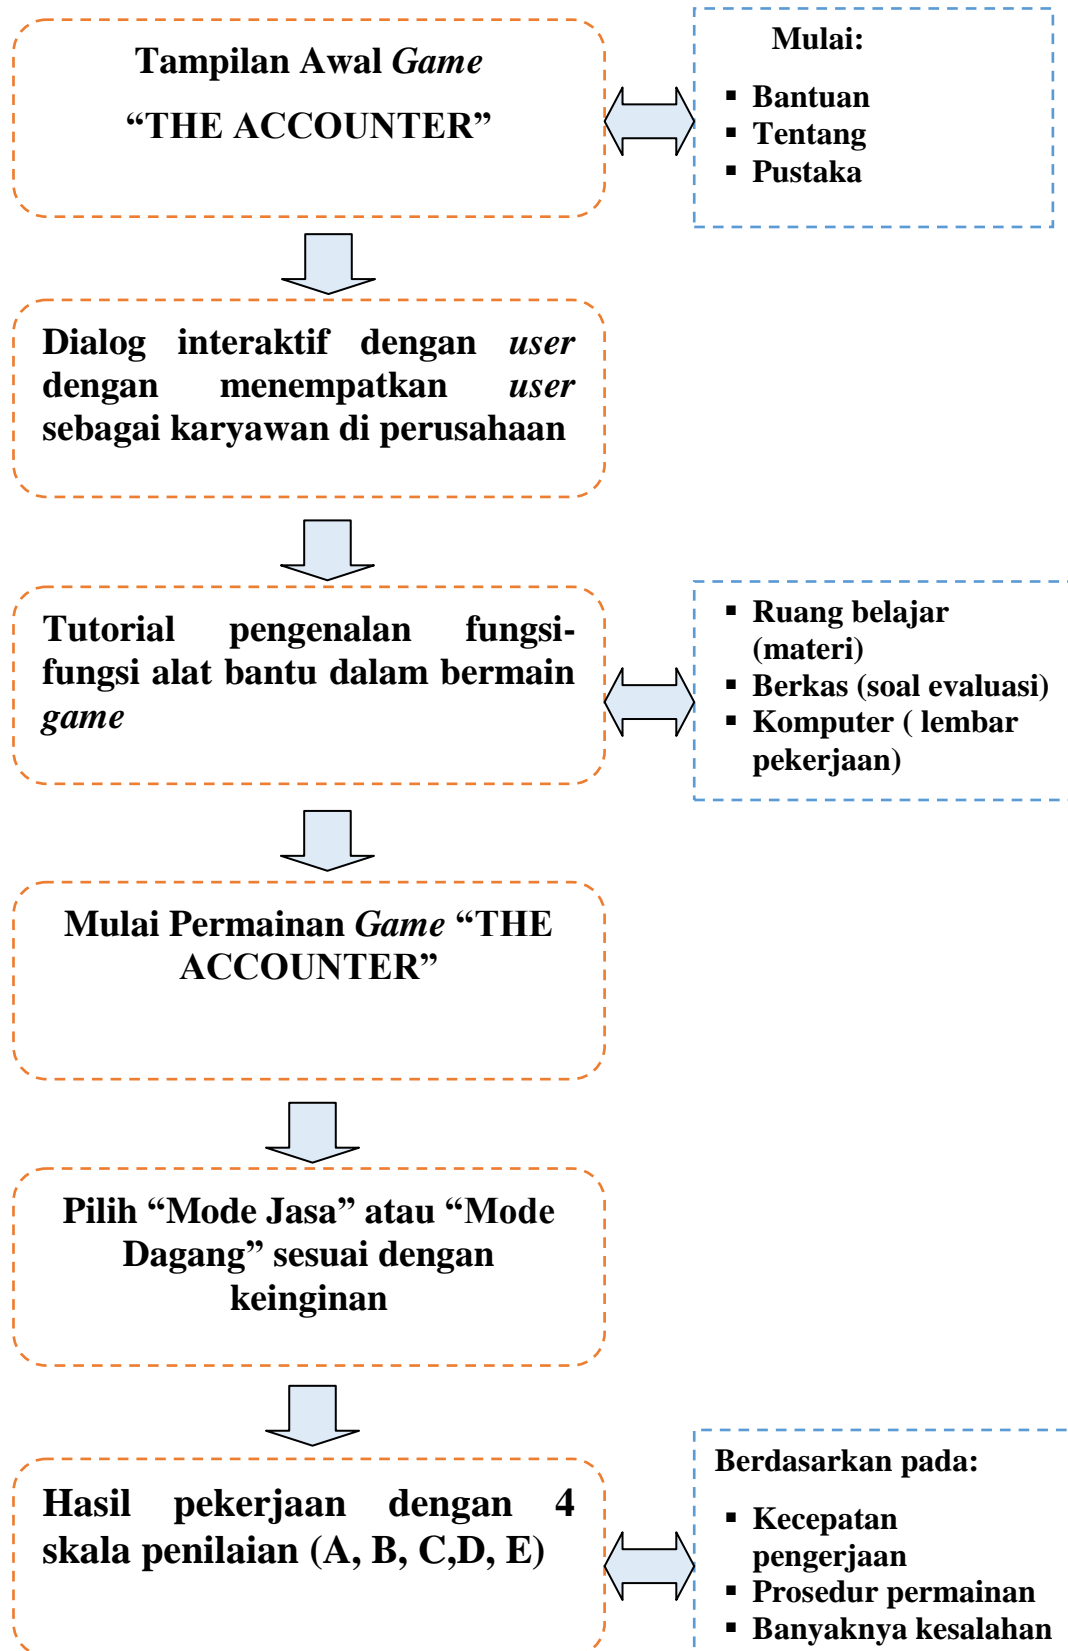 Tampilan Awal Game
“THE ACCOUNTER”
Mulai:
▪ Bantuan
▪ Tentang
▪ Pustaka
Dialog interaktif dengan user
dengan menempatkan user
sebagai karyawan di perusahaan
Tutorial pengenalan fungsi-
fungsi alat bantu dalam bermain
game
▪ Ruang belajar
(materi)
▪ Berkas (soal evaluasi)
▪ Komputer ( lembar
pekerjaan)
Mulai Permainan Game “THE
ACCOUNTER”
Pilih “Mode Jasa” atau “Mode
Dagang” sesuai dengan
keinginan
Hasil pekerjaan dengan 4
skala penilaian (A, B, C,D, E)
Berdasarkan pada:
▪ Kecepatan
pengerjaan
▪ Prosedur permainan
▪ Banyaknya kesalahan